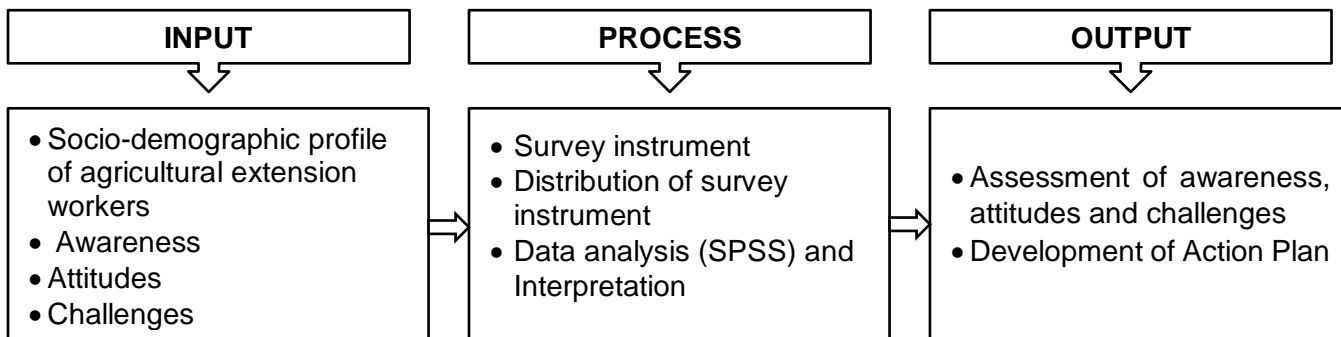 INPUT
PROCESS
OUTPUT
• Socio-demographic profile
of agricultural extension
workers
• Awareness
• Attitudes
• Challenges
• Survey instrument
• Distribution of survey
instrument
• Data analysis (SPSS) and
Interpretation
• Assessment of awareness,
attitudes and challenges
• Development of Action Plan